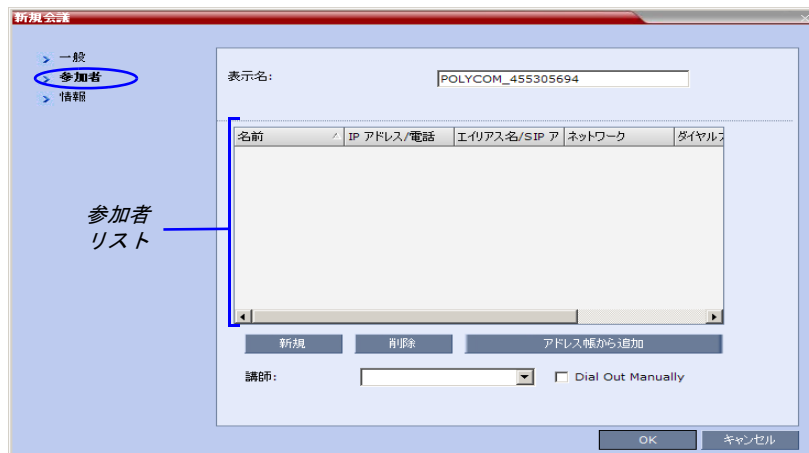 新規会議
一般
参加者
情報
表示名: POLYCOM_455305694
名前 IP アドレス/電話 エイリアス名/SIP ア ネットワーク ダイヤルフ
参加者
リスト
新規 削除 アドレス帳から追加
講師: Dial Out Manually
OK キャンセル